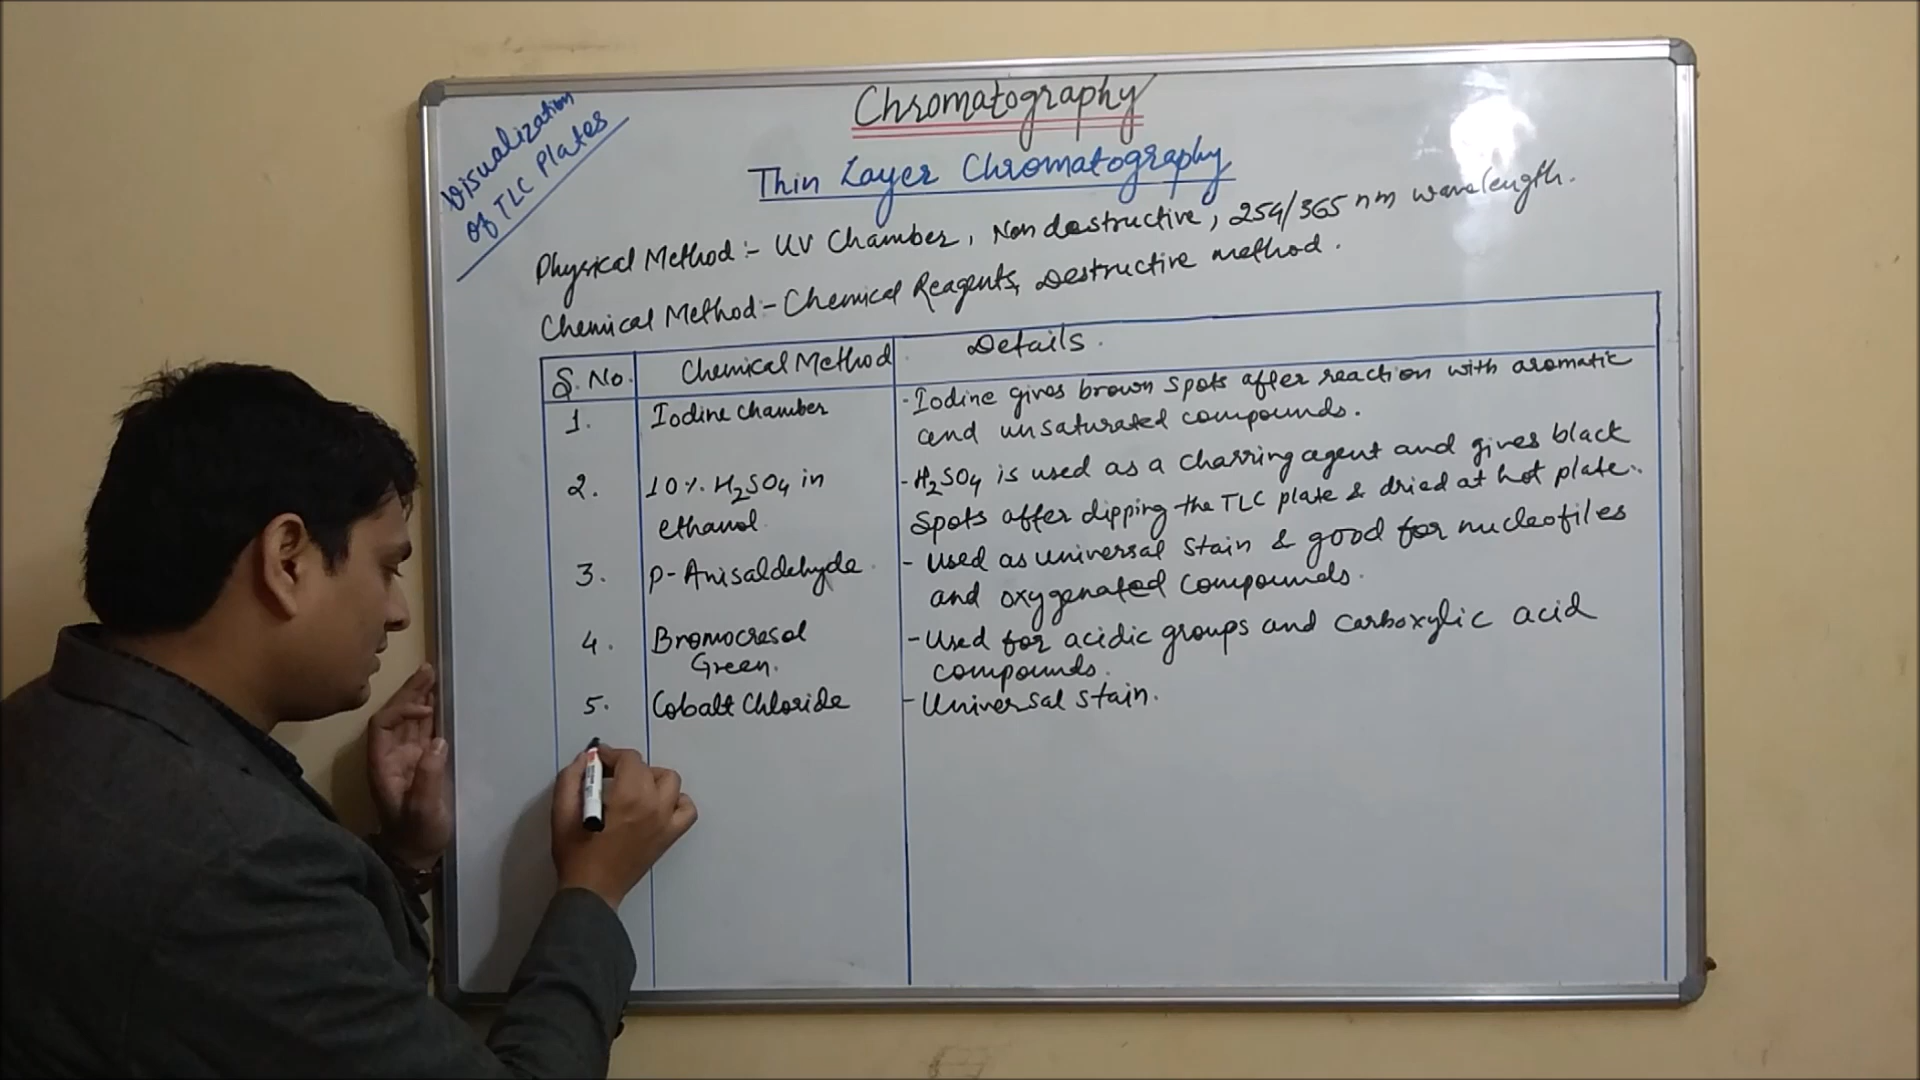 Visualization
of TLC Plates
Chromatography
Thin Layer Chromatography
Physical Method:- UV Chamber, Non destructive, 254/365 nm wavelength.
Chemical Method:- Chemical Reagents, Destructive method.
S. No. Chemical Method Details.
1. Iodine chamber - Iodine gives brown spots after reaction with aromatic
and unsaturated compounds.
2. 10% H2SO4 in - H2SO4 is used as a charring agent and gives black
ethanol. Spots after dipping the TLC plate & dried at hot plate.
3. p-Anisaldehyde. - Used as universal stain & good for nucleofiles
and oxygenated compounds.
4. Bromocresol - Used for acidic groups and carboxylic acid
Green. compounds.
5. Cobalt Chloride - Universal stain.